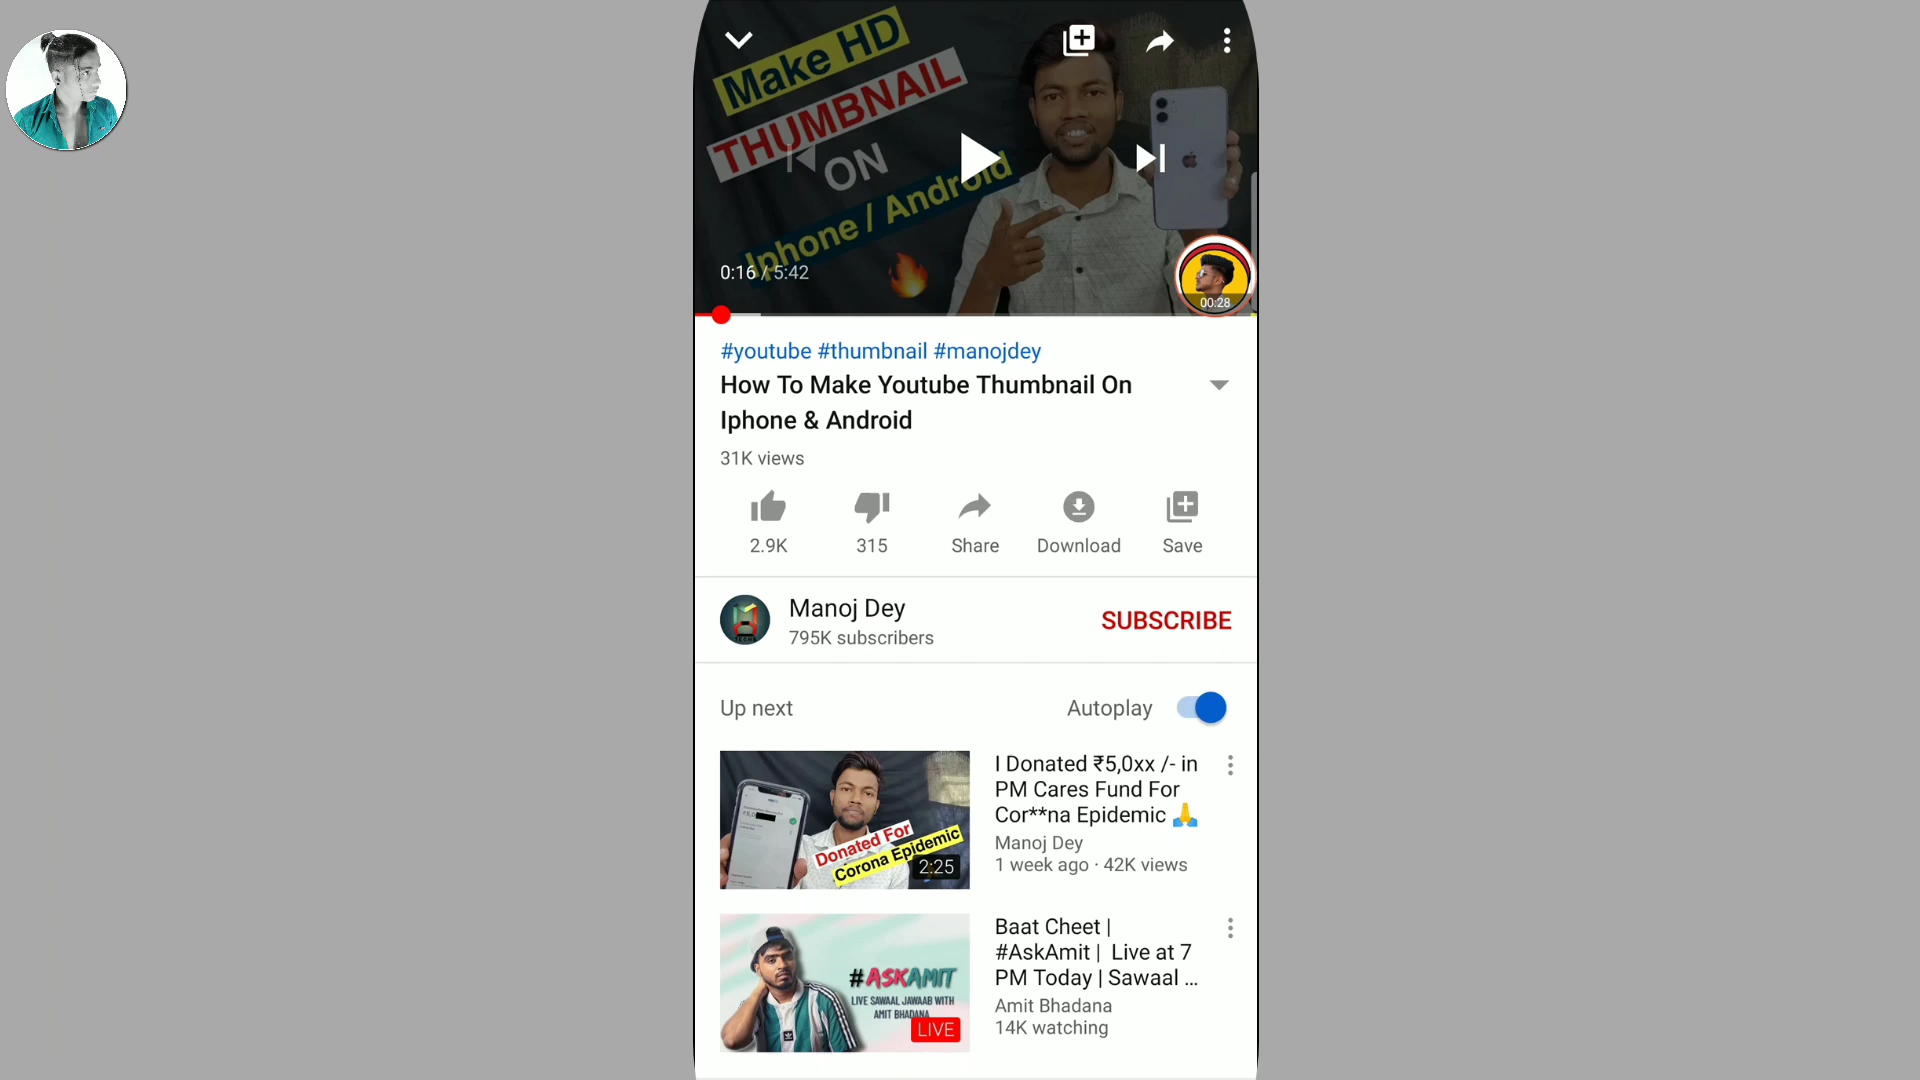 Make HD
THUMBNAIL
ON
Iphone / Android
0:16 / 5:42
00:28
#youtube #thumbnail #manojdey
How To Make Youtube Thumbnail On
Iphone & Android
31K views
2.9K
315
Share
Download
Save
Manoj Dey
795K subscribers
SUBSCRIBE
Up next
Autoplay
Donated For
Corona Epidemic
2:25
I Donated ₹5,0xx /- in
PM Cares Fund For
Cor**na Epidemic 🙏
Manoj Dey
1 week ago · 42K views
#ASKAMIT
LIVE SAWAAL JAWAAB WITH
AMIT BHADANA
LIVE
Baat Cheet |
#AskAmit | Live at 7
PM Today | Sawaal ...
Amit Bhadana
14K watching